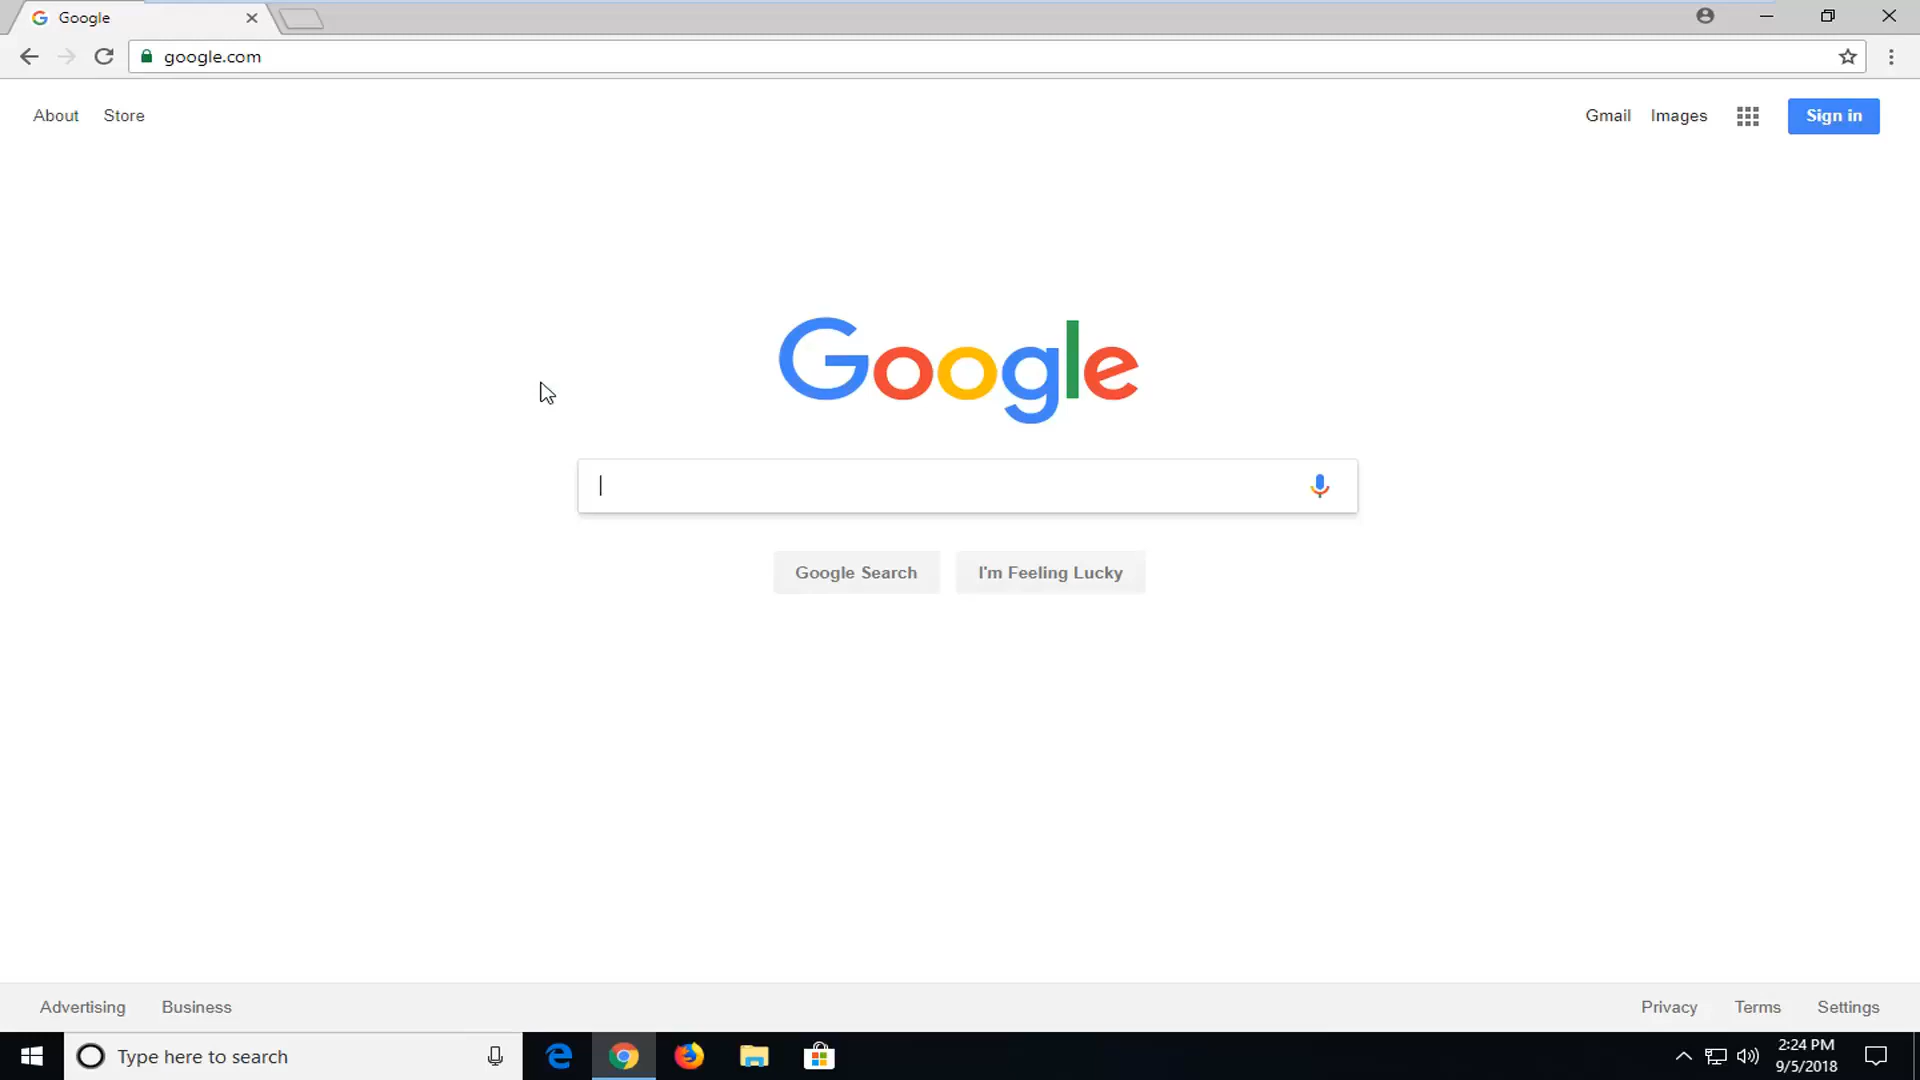 Google
google.com
About Store Gmail Images Sign in
Google
Google Search I'm Feeling Lucky
Advertising Business Privacy Terms Settings
Type here to search 2:24 PM
9/5/2018